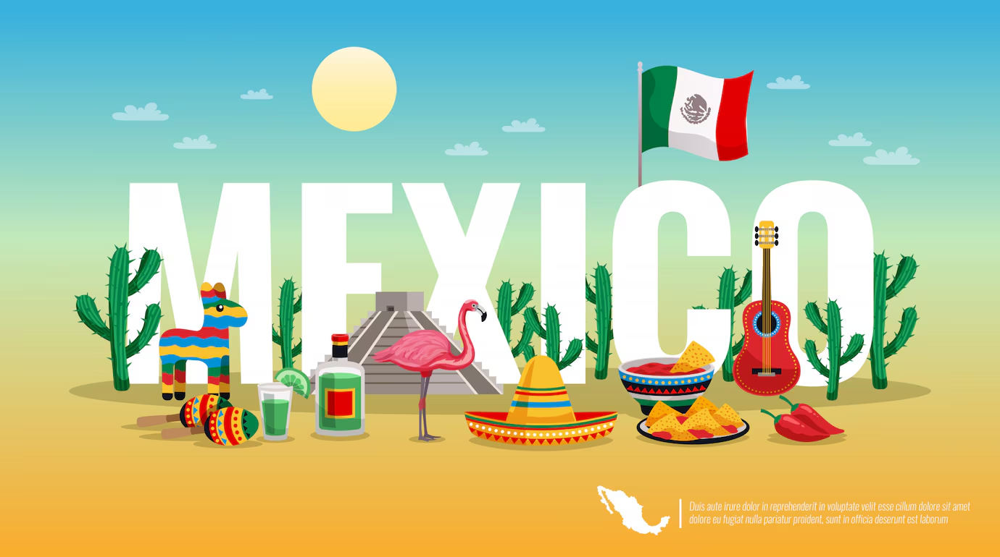 MEXICO
Duis aute irure dolor in reprehenderit in voluptate velit esse cillum dolore sit amet
dolore eu fugiat nulla pariatur proident, sunt in officia deserunt est laborum